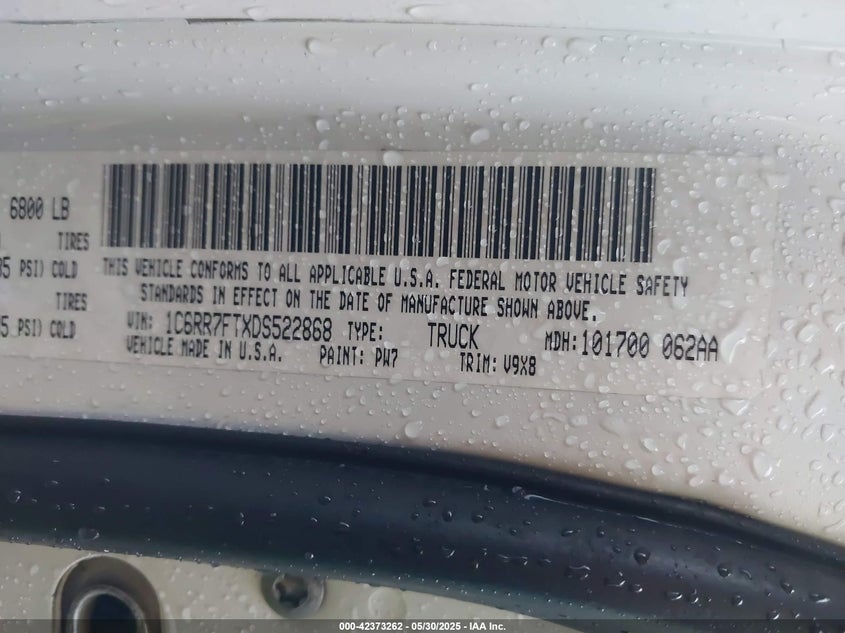 6800 LB
TIRES
PSI) COLD
TIRES
PSI) COLD
THIS VEHICLE CONFORMS TO ALL APPLICABLE U.S.A. FEDERAL MOTOR VEHICLE SAFETY
STANDARDS IN EFFECT ON THE DATE OF MANUFACTURE SHOWN ABOVE.
VIN: 1C6RR7FTXDS522868 TYPE: TRUCK MDH:101700 062AA
VEHICLE MADE IN U.S.A. PAINT: PW7 TRIM: V9X8
000-42373262 - 05/30/2025 - IAA Inc.